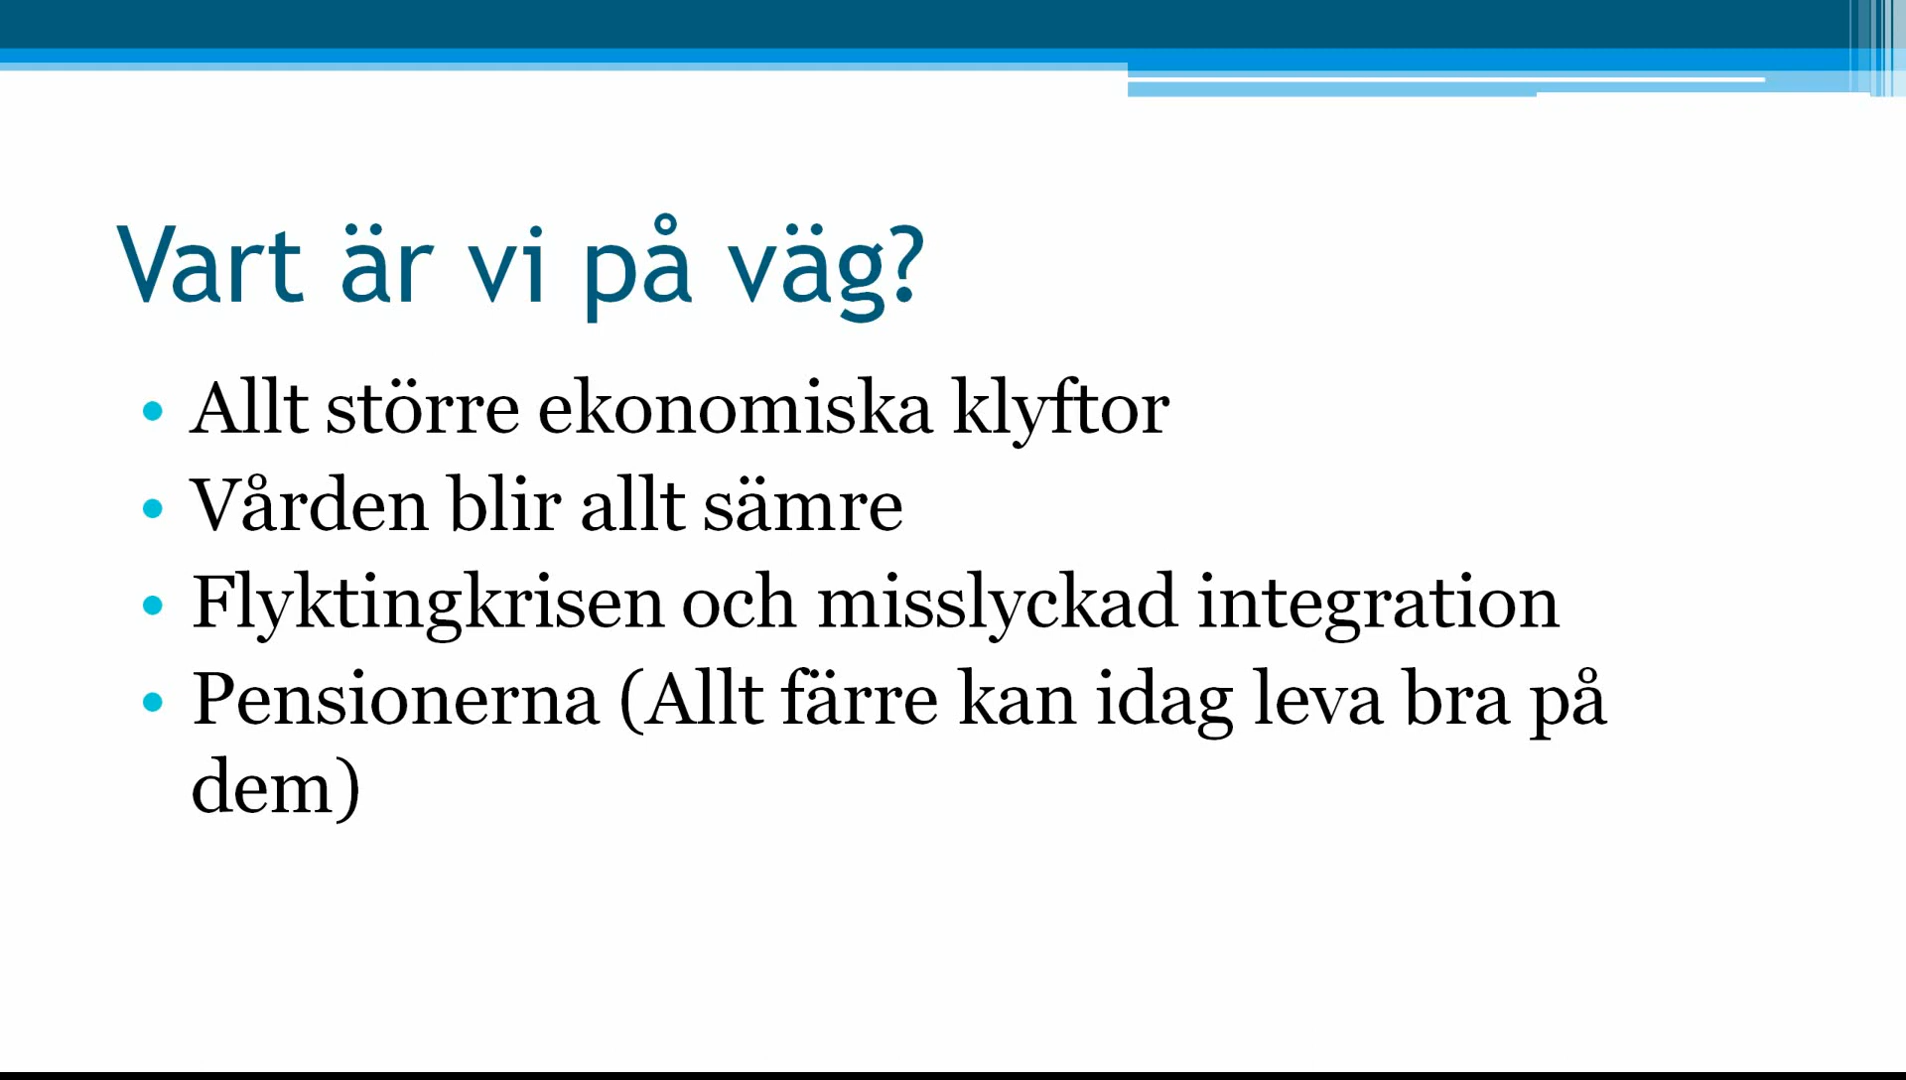 Vart är vi på väg?
• Allt större ekonomiska klyftor
• Vården blir allt sämre
• Flyktingkrisen och misslyckad integration
• Pensionerna (Allt färre kan idag leva bra på
dem)